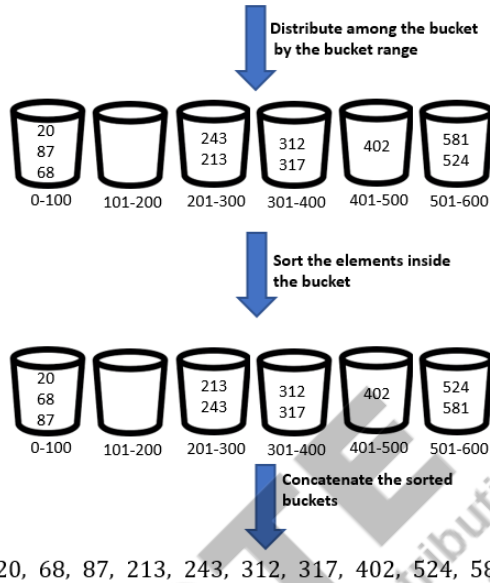 Distribute among the bucket
by the bucket range
20 243 312 402 581
87 213 317 524
68
0-100 101-200 201-300 301-400 401-500 501-600
Sort the elements inside
the bucket
20 213 312 402 524
68 243 317 581
87
0-100 101-200 201-300 301-400 401-500 501-600
Concatenate the sorted
buckets
20, 68, 87, 213, 243, 312, 317, 402, 524, 58